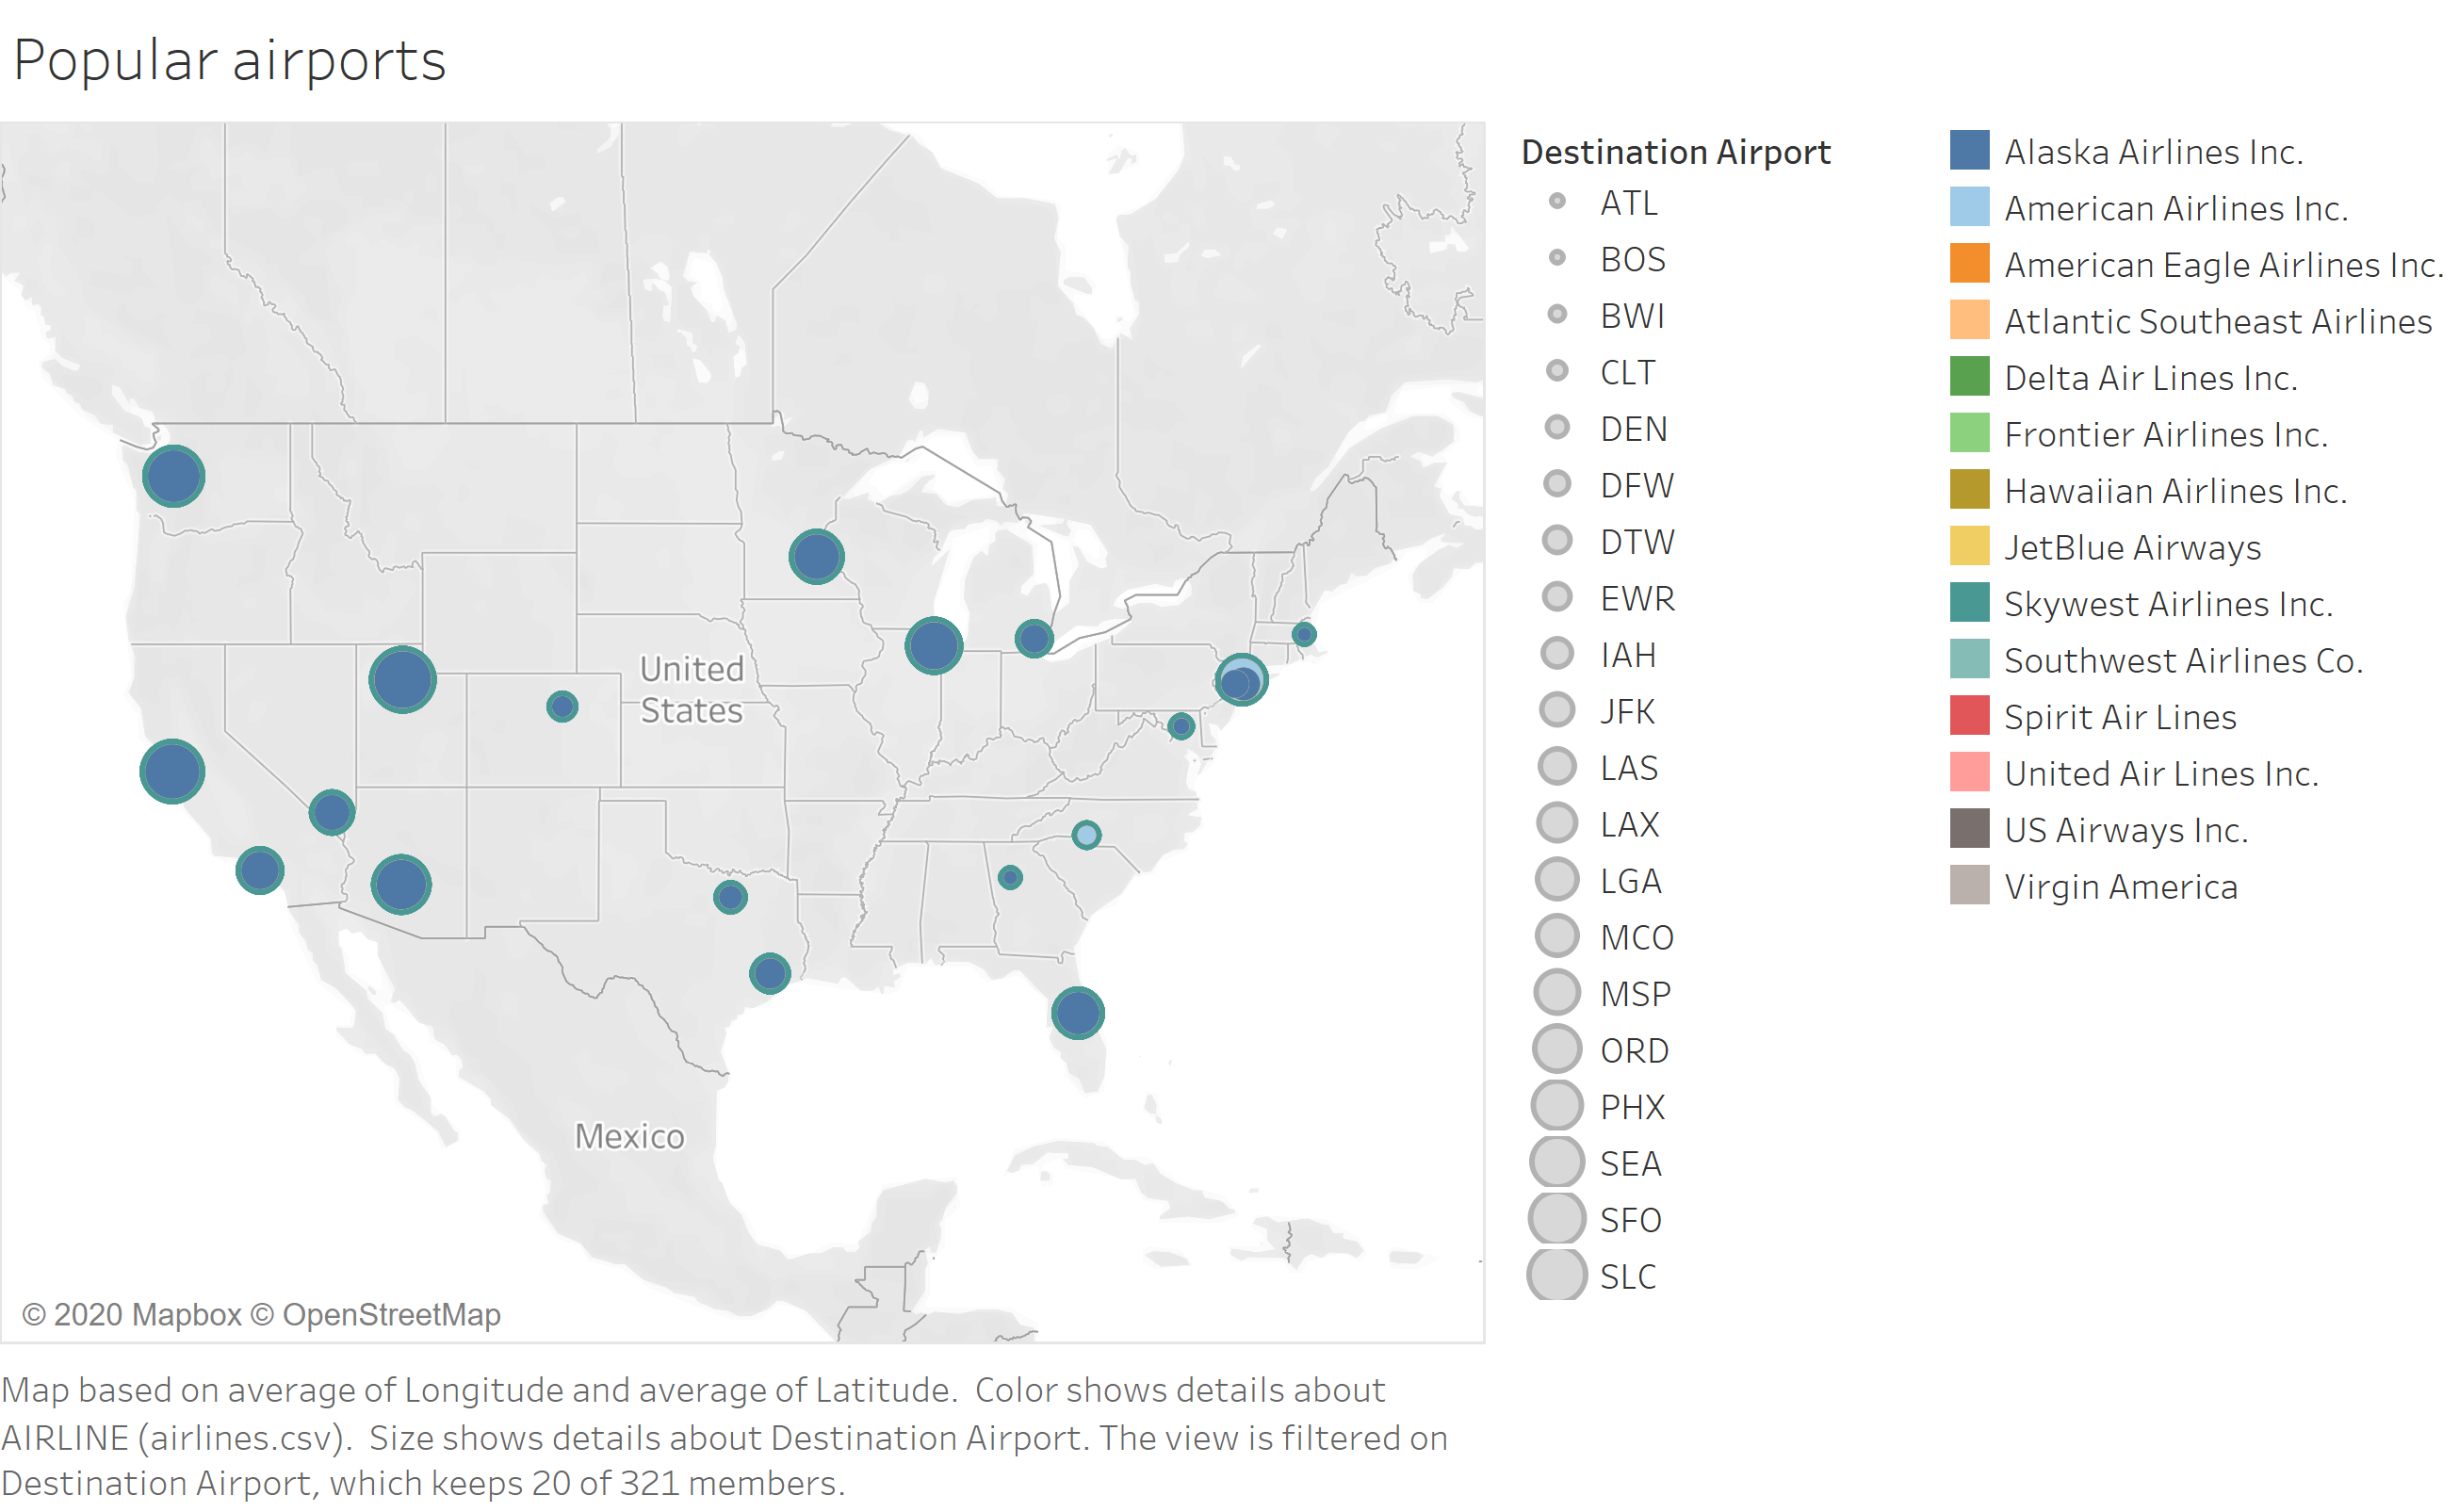 Popular airports
United
States
Mexico
© 2020 Mapbox © OpenStreetMap
Destination Airport
ATL
BOS
BWI
CLT
DEN
DFW
DTW
EWR
IAH
JFK
LAS
LAX
LGA
MCO
MSP
ORD
PHX
SEA
SFO
SLC
Alaska Airlines Inc.
American Airlines Inc.
American Eagle Airlines Inc.
Atlantic Southeast Airlines
Delta Air Lines Inc.
Frontier Airlines Inc.
Hawaiian Airlines Inc.
JetBlue Airways
Skywest Airlines Inc.
Southwest Airlines Co.
Spirit Air Lines
United Air Lines Inc.
US Airways Inc.
Virgin America
Map based on average of Longitude and average of Latitude.  Color shows details about
AIRLINE (airlines.csv).  Size shows details about Destination Airport. The view is filtered on
Destination Airport, which keeps 20 of 321 members.